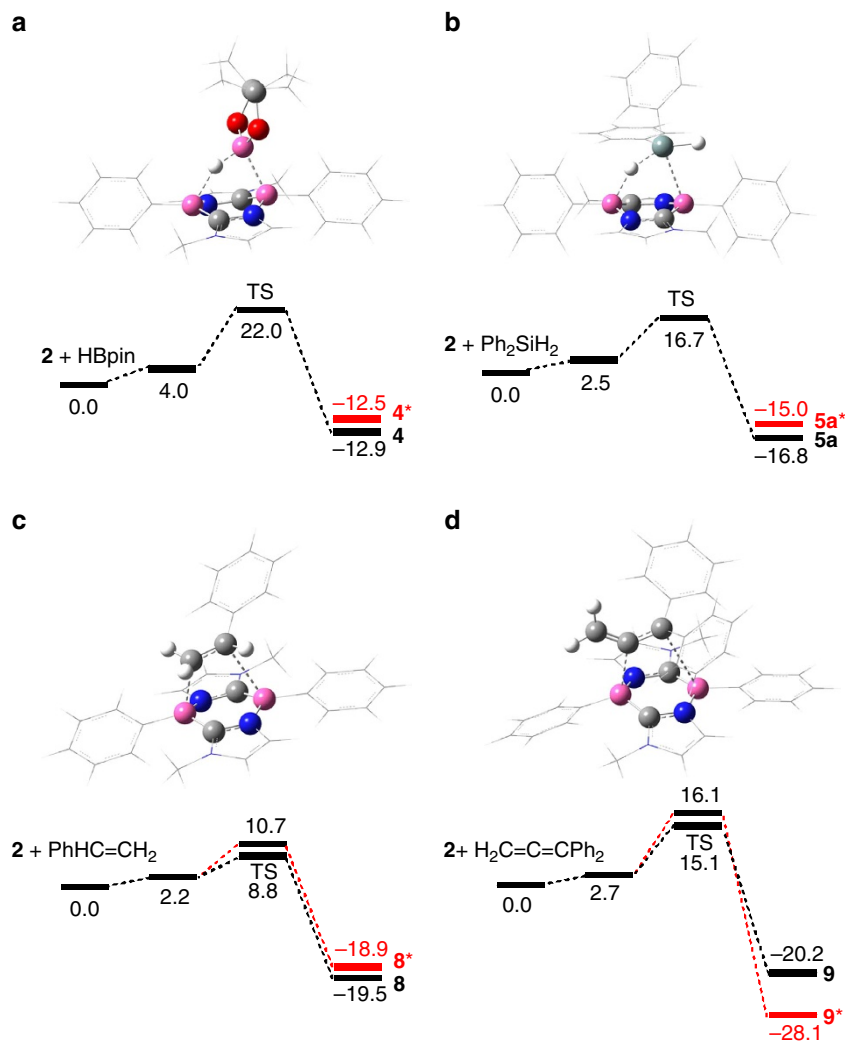 a
TS
22.0
2 + HBpin
0.0
4.0
−12.5
4*
4
−12.9
b
TS
16.7
2 + Ph₂SiH₂
0.0
2.5
−15.0
5a*
5a
−16.8
c
10.7
TS
8.8
2 + PhHC=CH₂
0.0
2.2
−18.9
8*
8
−19.5
d
16.1
TS
15.1
2+ H₂C=C=CPh₂
0.0
2.7
−20.2
9
9*
−28.1